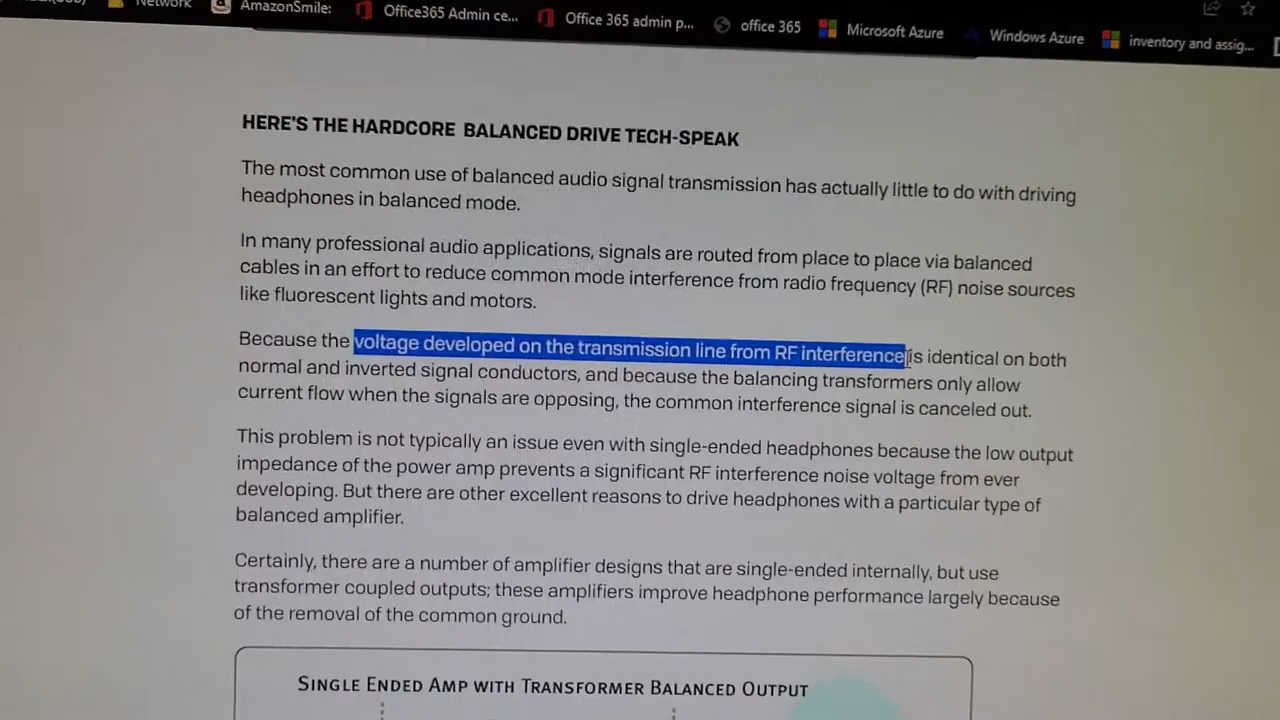 Network
AmazonSmile:
Office365 Admin ce...
Office 365 admin p...
office 365
Microsoft Azure
Windows Azure
inventory and assig...
HERE'S THE HARDCORE BALANCED DRIVE TECH-SPEAK
The most common use of balanced audio signal transmission has actually little to do with driving
headphones in balanced mode.
In many professional audio applications, signals are routed from place to place via balanced
cables in an effort to reduce common mode interference from radio frequency (RF) noise sources
like fluorescent lights and motors.
Because the voltage developed on the transmission line from RF interference is identical on both
normal and inverted signal conductors, and because the balancing transformers only allow
current flow when the signals are opposing, the common interference signal is canceled out.
This problem is not typically an issue even with single-ended headphones because the low output
impedance of the power amp prevents a significant RF interference noise voltage from ever
developing. But there are other excellent reasons to drive headphones with a particular type of
balanced amplifier.
Certainly, there are a number of amplifier designs that are single-ended internally, but use
transformer coupled outputs; these amplifiers improve headphone performance largely because
of the removal of the common ground.
SINGLE ENDED AMP WITH TRANSFORMER BALANCED OUTPUT